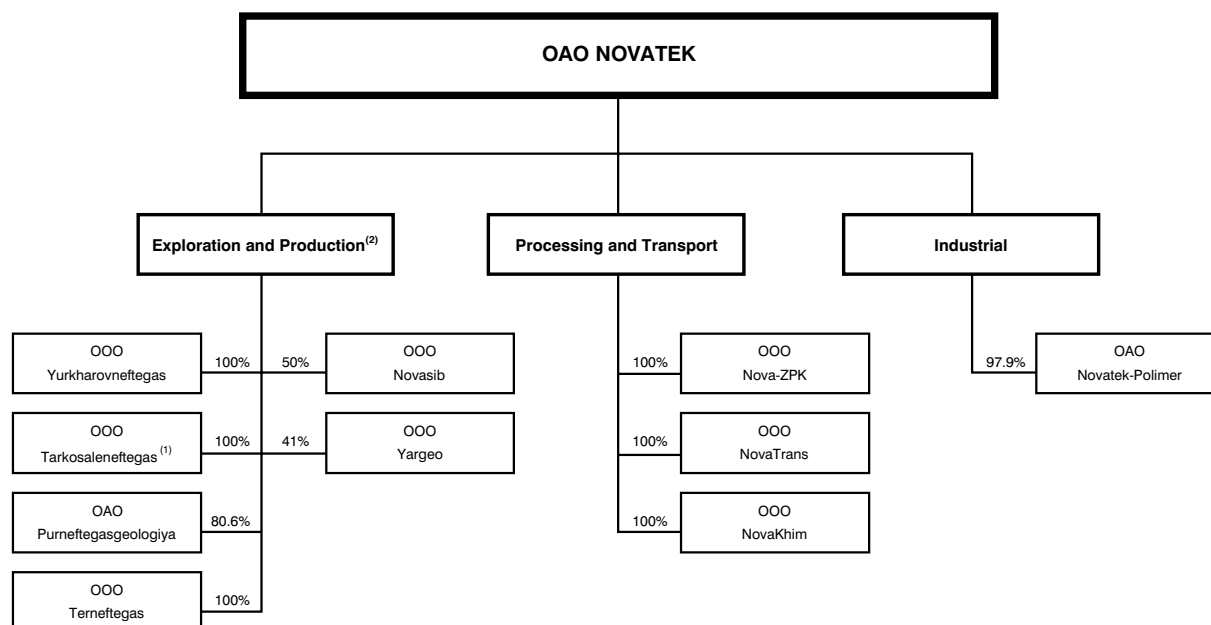 OAO NOVATEK
Exploration and Production(2)
Processing and Transport
Industrial
OOO
Yurkharovneftegas
100%
50%
OOO
Novasib
OOO
Tarkosaleneftegas (1)
100%
41%
OOO
Yargeo
OAO
Purneftegasgeologiya
80.6%
OOO
Terneftegas
100%
100%
OOO
Nova-ZPK
100%
OOO
NovaTrans
100%
OOO
NovaKhim
97.9%
OAO
Novatek-Polimer